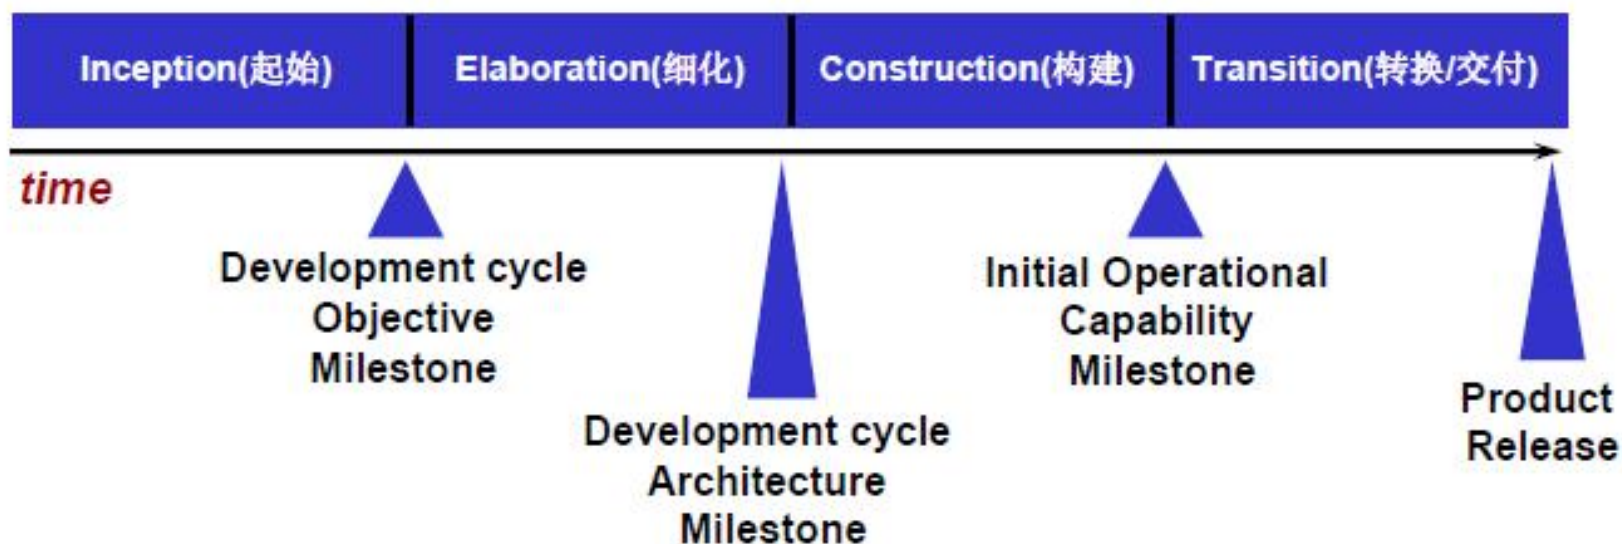 Inception(起始)
Elaboration(细化)
Construction(构建)
Transition(转换/交付)
time
Development cycle
Objective
Milestone
Development cycle
Architecture
Milestone
Initial Operational
Capability
Milestone
Product
Release